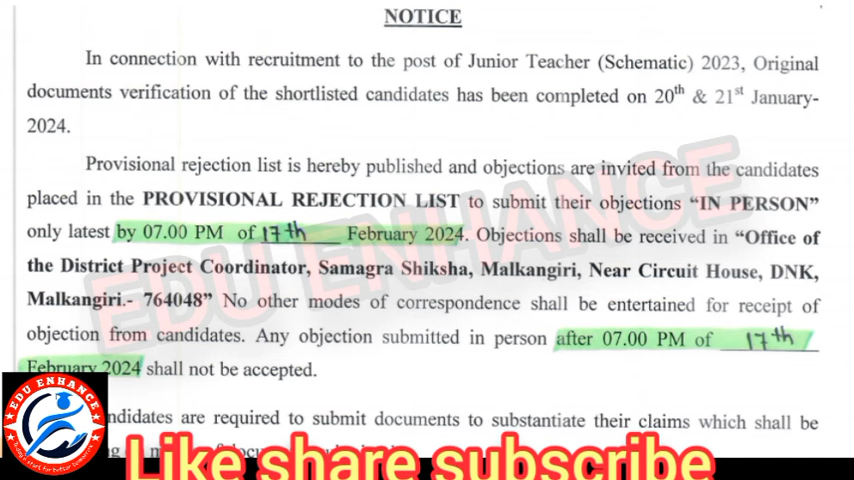 NOTICE
In connection with recruitment to the post of Junior Teacher (Schematic) 2023, Original
documents verification of the shortlisted candidates has been completed on 20th & 21st January-
2024.
Provisional rejection list is hereby published and objections are invited from the candidates
placed in the PROVISIONAL REJECTION LIST to submit their objections “IN PERSON”
only latest by 07.00 PM of 17th February 2024. Objections shall be received in “Office of
the District Project Coordinator, Samagra Shiksha, Malkangiri, Near Circuit House, DNK,
Malkangiri.- 764048” No other modes of correspondence shall be entertained for receipt of
objection from candidates. Any objection submitted in person after 07.00 PM of 17th
February 2024 shall not be accepted.
are required to submit documents to substantiate their claims which shall be
EDU ENHANCE
EDU ENHANCE
Like share subscribe